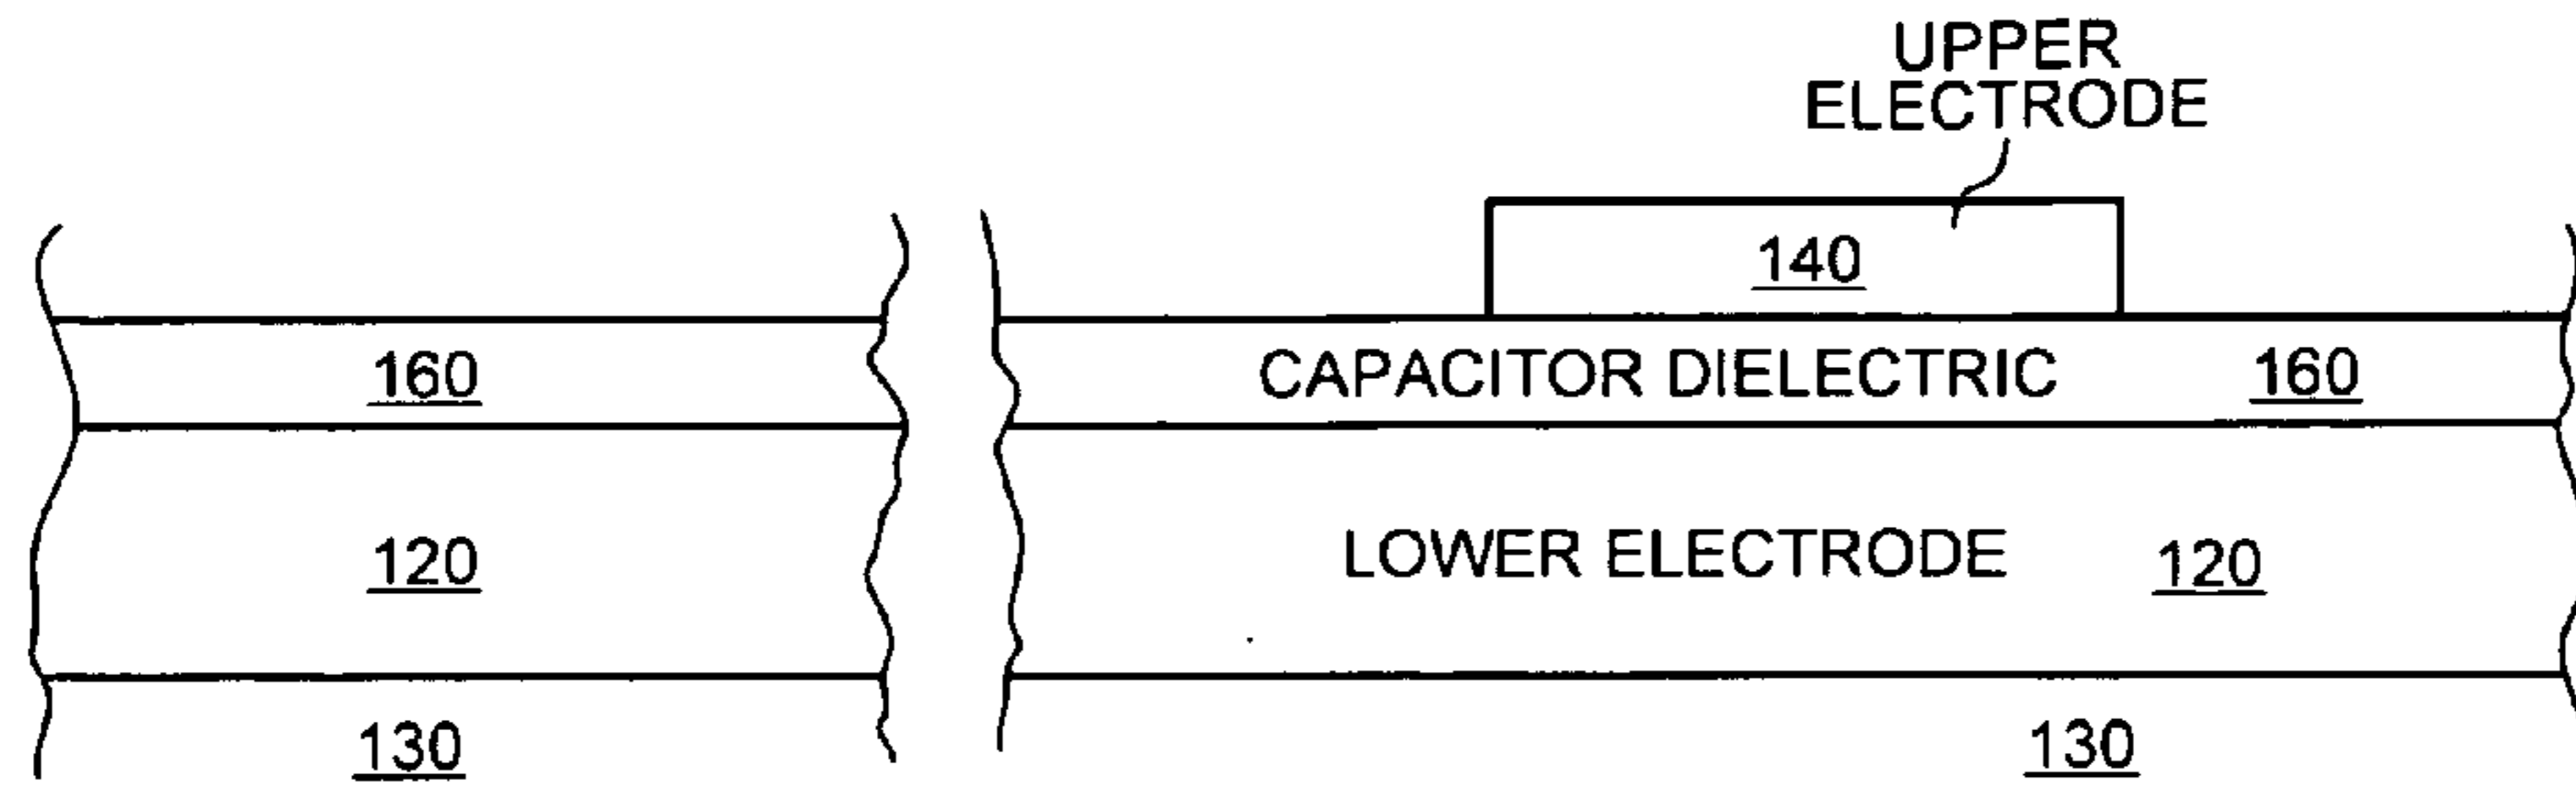 UPPER
ELECTRODE
140
160
CAPACITOR DIELECTRIC 160
120
LOWER ELECTRODE 120
130
130